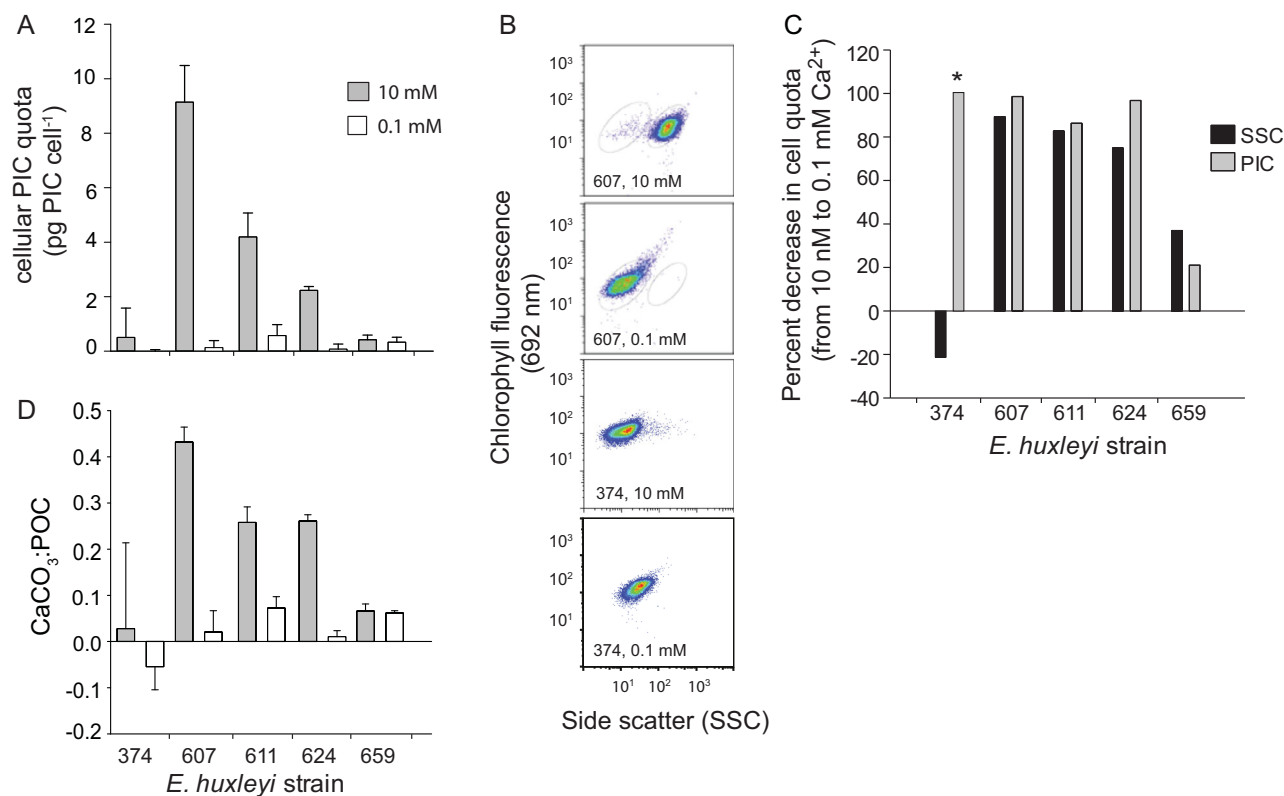 A
12
10
8
6
4
2
0
cellular PIC quota
(pg PIC cell⁻¹)
10 mM
0.1 mM
B
10³
10²
10¹
607, 10 mM
10³
10²
10¹
607, 0.1 mM
10³
10²
10¹
374, 10 mM
10³
10²
10¹
374, 0.1 mM
10¹ 10² 10³
Chlorophyll fluorescence
(692 nm)
Side scatter (SSC)
C
120
100
80
60
40
20
0
-20
-40
*
Percent decrease in cell quota
(from 10 nM to 0.1 mM Ca²⁺)
SSC
PIC
374 607 611 624 659
E. huxleyi strain
D
0.5
0.4
0.3
0.2
0.1
0.0
-0.1
-0.2
CaCO₃:POC
374 607 611 624 659
E. huxleyi strain